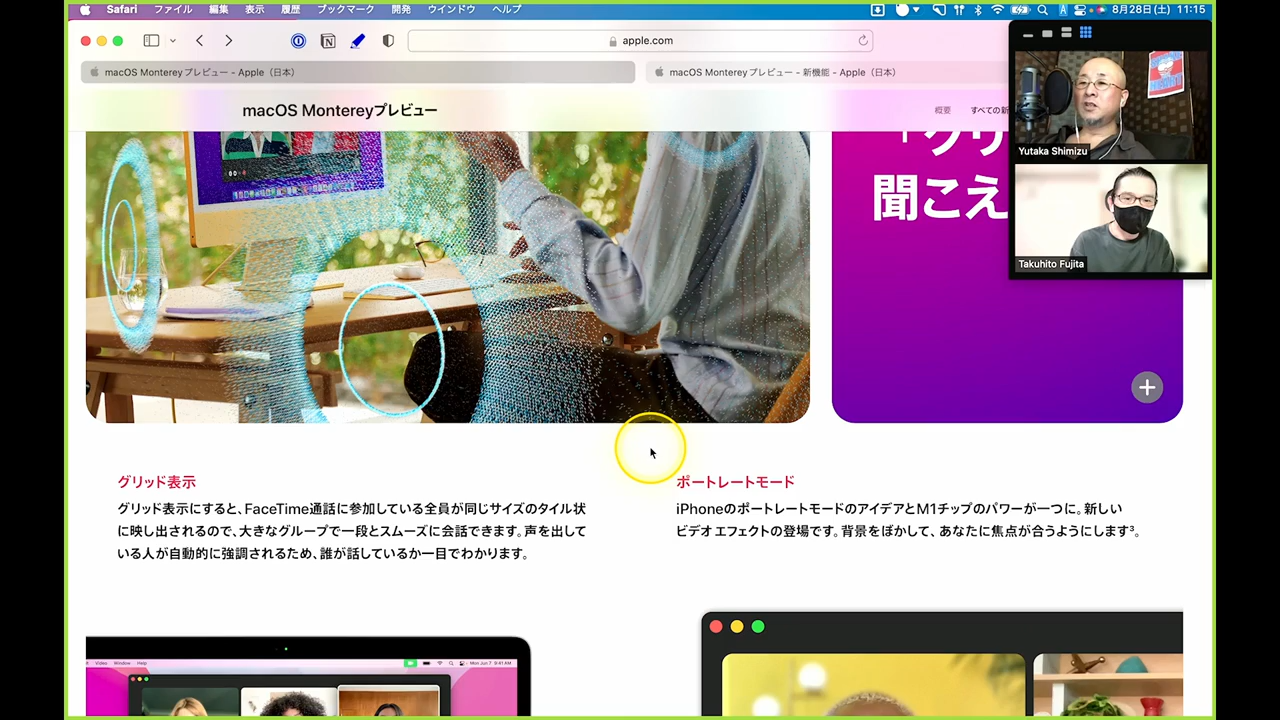 Safari ファイル 編集 表示 履歴 ブックマーク 開発 ウインドウ ヘルプ 8月28日(土) 11:15
apple.com
macOS Monterey プレビュー - Apple（日本）
macOS Monterey プレビュー - 新機能 - Apple（日本）
macOS Montereyプレビュー
概要 すべての新
Yutaka Shimizu
Takuhito Fujita
聞こえ
グリッド表示
グリッド表示にすると、FaceTime通話に参加している全員が同じサイズのタイル状
に映し出されるので、大きなグループで一段とスムーズに会話できます。声を出して
いる人が自動的に強調されるため、誰が話しているか一目でわかります。
ポートレートモード
iPhoneのポートレートモードのアイデアとM1チップのパワーが一つに。新しい
ビデオエフェクトの登場です。背景をぼかして、あなたに焦点が合うようにします³。
Video Window Help Mon Jun 7 9:41 AM